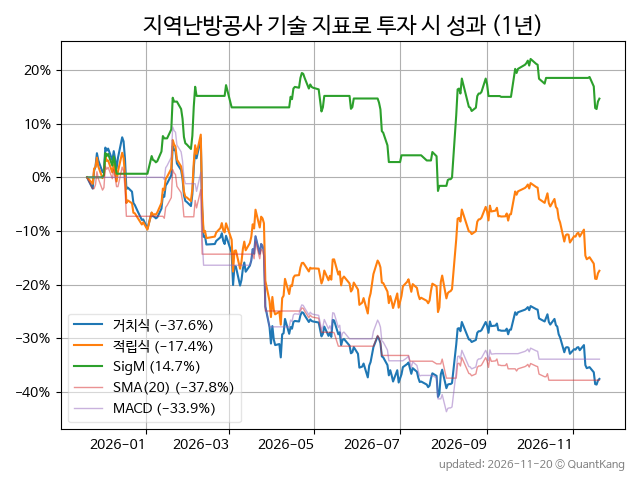 지역난방공사 기술 지표로 투자 시 성과 (1년)
20%
10%
0%
−10%
−20%
−30%
−40%
거치식 (−37.6%)
적립식 (−17.4%)
SigM (14.7%)
SMA(20) (−37.8%)
MACD (−33.9%)
2026−01
2026−03
2026−05
2026−07
2026−09
2026−11
updated: 2026−11−20 © QuantKang